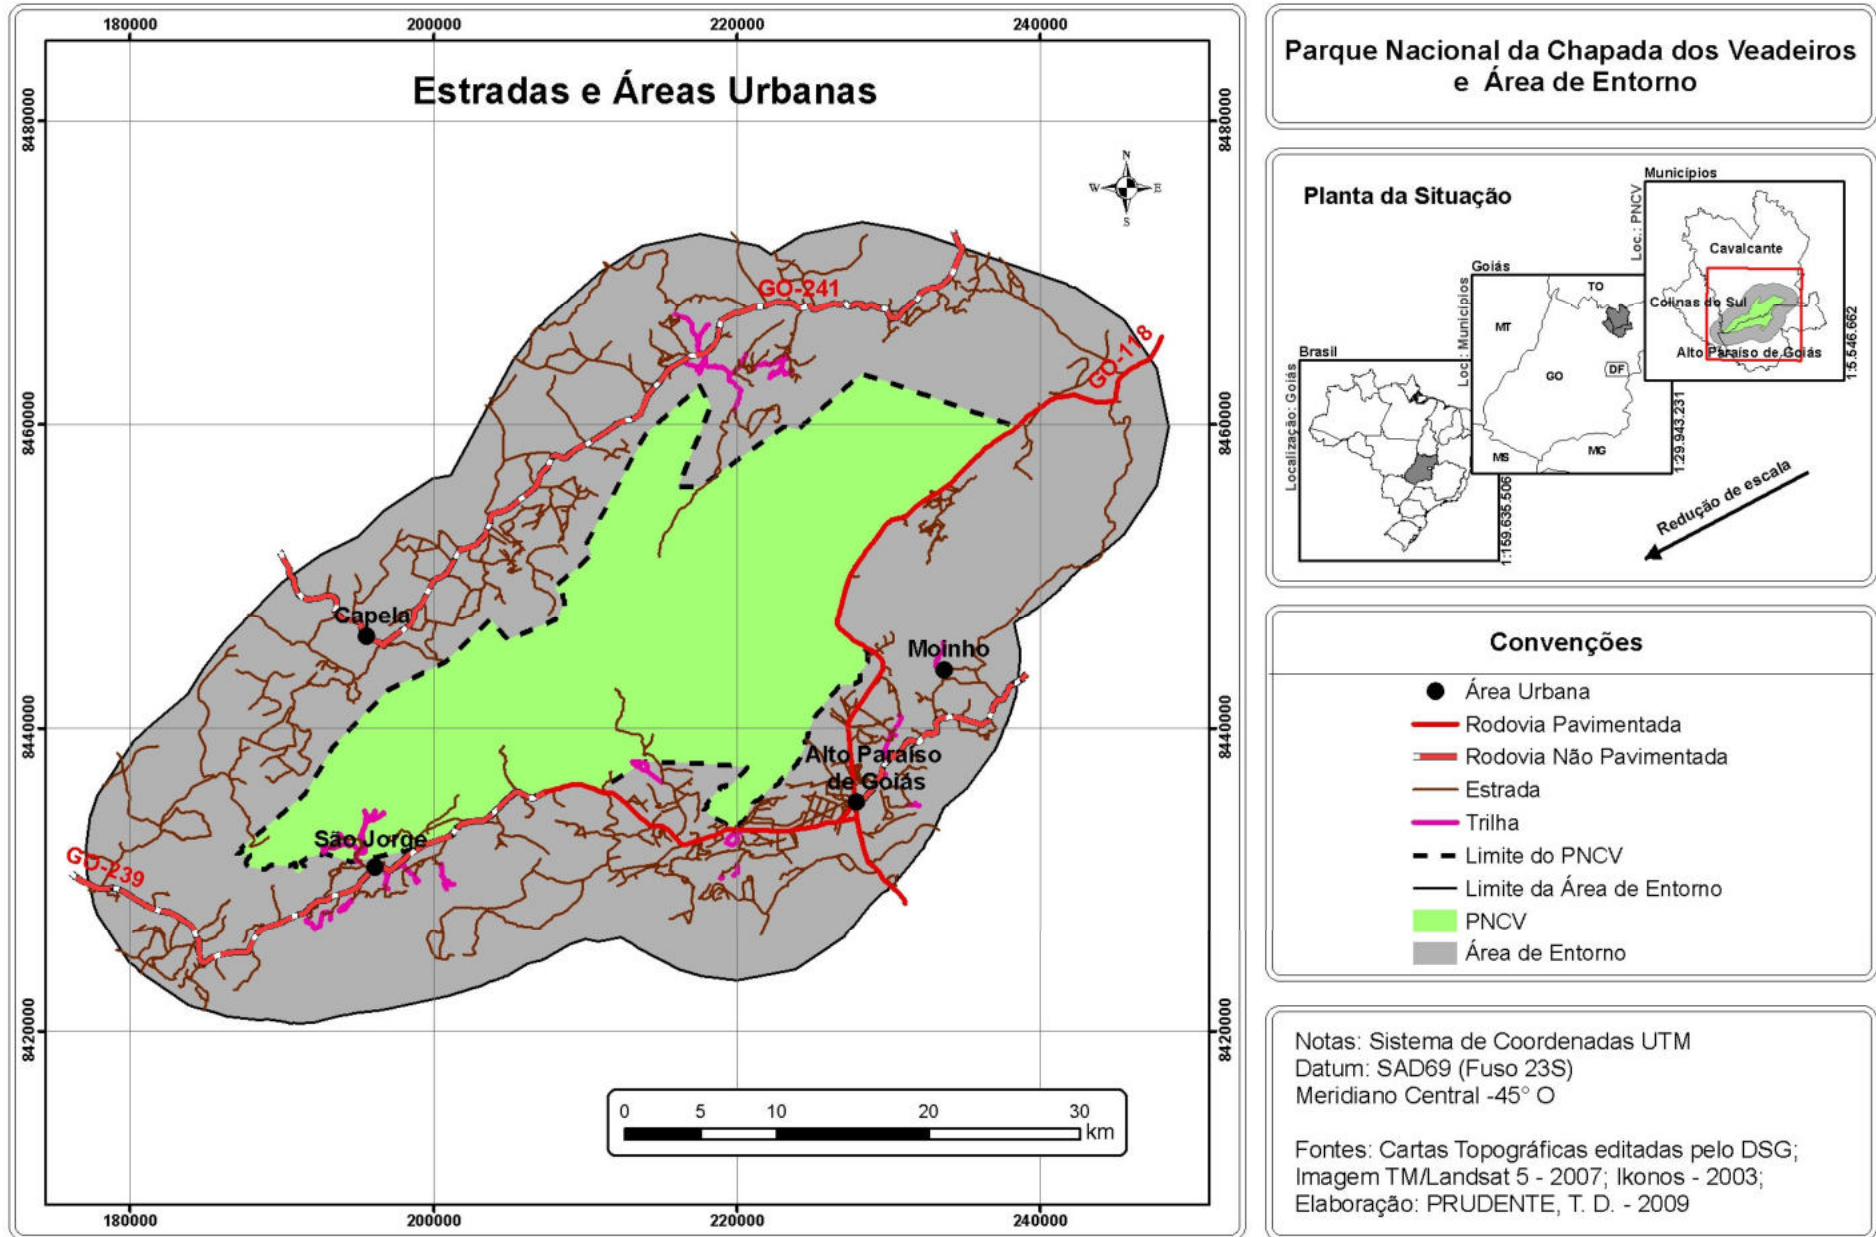 180000
200000
220000
240000
Estradas e Áreas Urbanas
8480000
8480000
N
W
E
S
GO-241
GO-118
8460000
8460000
Capela
Moinho
8440000
8440000
Alto Paraíso
de Goiás
São Jorge
GO-239
8420000
8420000
0 5 10 20 30
km
180000
200000
220000
240000
Parque Nacional da Chapada dos Veadeiros
e Área de Entorno
Planta da Situação
Municípios
Loc.: PNCV
Cavalcante
Colinas do Sul
Alto Paraíso de Goiás
1:5.546.662
Goiás
Loc.: Municípios
TO
MT
GO
DF
MS
MG
1:29.943.231
Brasil
Localização: Goiás
1:159.635.506
Redução de escala
Convenções
Área Urbana
Rodovia Pavimentada
Rodovia Não Pavimentada
Estrada
Trilha
Limite do PNCV
Limite da Área de Entorno
PNCV
Área de Entorno
Notas: Sistema de Coordenadas UTM
Datum: SAD69 (Fuso 23S)
Meridiano Central -45° O
Fontes: Cartas Topográficas editadas pelo DSG;
Imagem TM/Landsat 5 - 2007; Ikonos - 2003;
Elaboração: PRUDENTE, T. D. - 2009